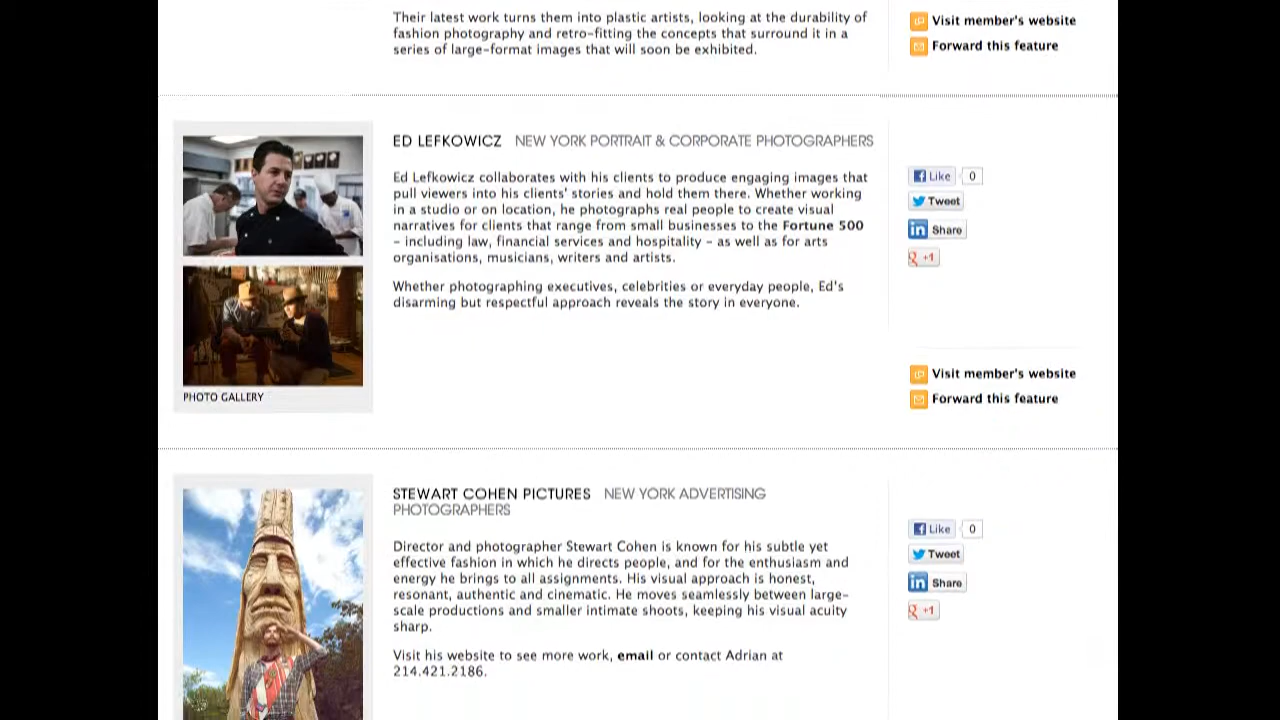 Their latest work turns them into plastic artists, looking at the durability of
fashion photography and retro-fitting the concepts that surround it in a
series of large-format images that will soon be exhibited.
Visit member's website
Forward this feature
ED LEFKOWICZ NEW YORK PORTRAIT & CORPORATE PHOTOGRAPHERS
Ed Lefkowicz collaborates with his clients to produce engaging images that
pull viewers into his clients' stories and hold them there. Whether working
in a studio or on location, he photographs real people to create visual
narratives for clients that range from small businesses to the Fortune 500
- including law, financial services and hospitality - as well as for arts
organisations, musicians, writers and artists.
Whether photographing executives, celebrities or everyday people, Ed's
disarming but respectful approach reveals the story in everyone.
PHOTO GALLERY
Like 0
Tweet
in Share
g +1
Visit member's website
Forward this feature
STEWART COHEN PICTURES NEW YORK ADVERTISING
PHOTOGRAPHERS
Director and photographer Stewart Cohen is known for his subtle yet
effective fashion in which he directs people, and for the enthusiasm and
energy he brings to all assignments. His visual approach is honest,
resonant, authentic and cinematic. He moves seamlessly between large-
scale productions and smaller intimate shoots, keeping his visual acuity
sharp.
Visit his website to see more work, email or contact Adrian at
214.421.2186.
Like 0
Tweet
in Share
g +1